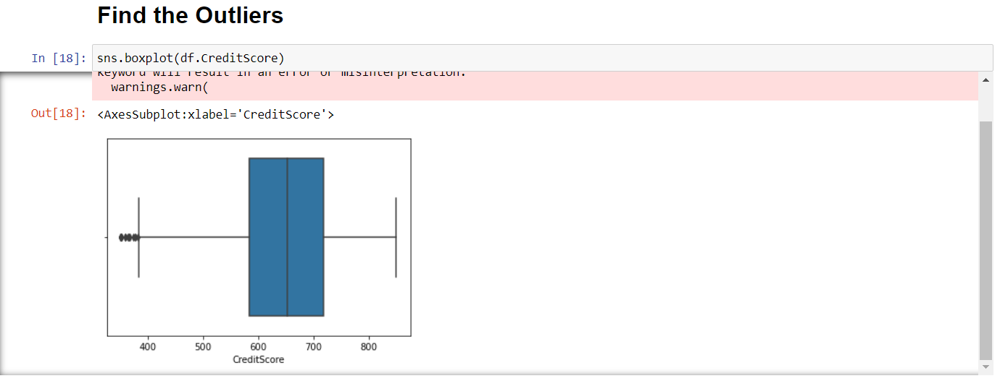 Find the Outliers
In [18]: sns.boxplot(df.CreditScore)
keyword will result in an error or misinterpretation.
warnings.warn(
Out[18]: <AxesSubplot:xlabel='CreditScore'>
400 500 600 700 800
CreditScore